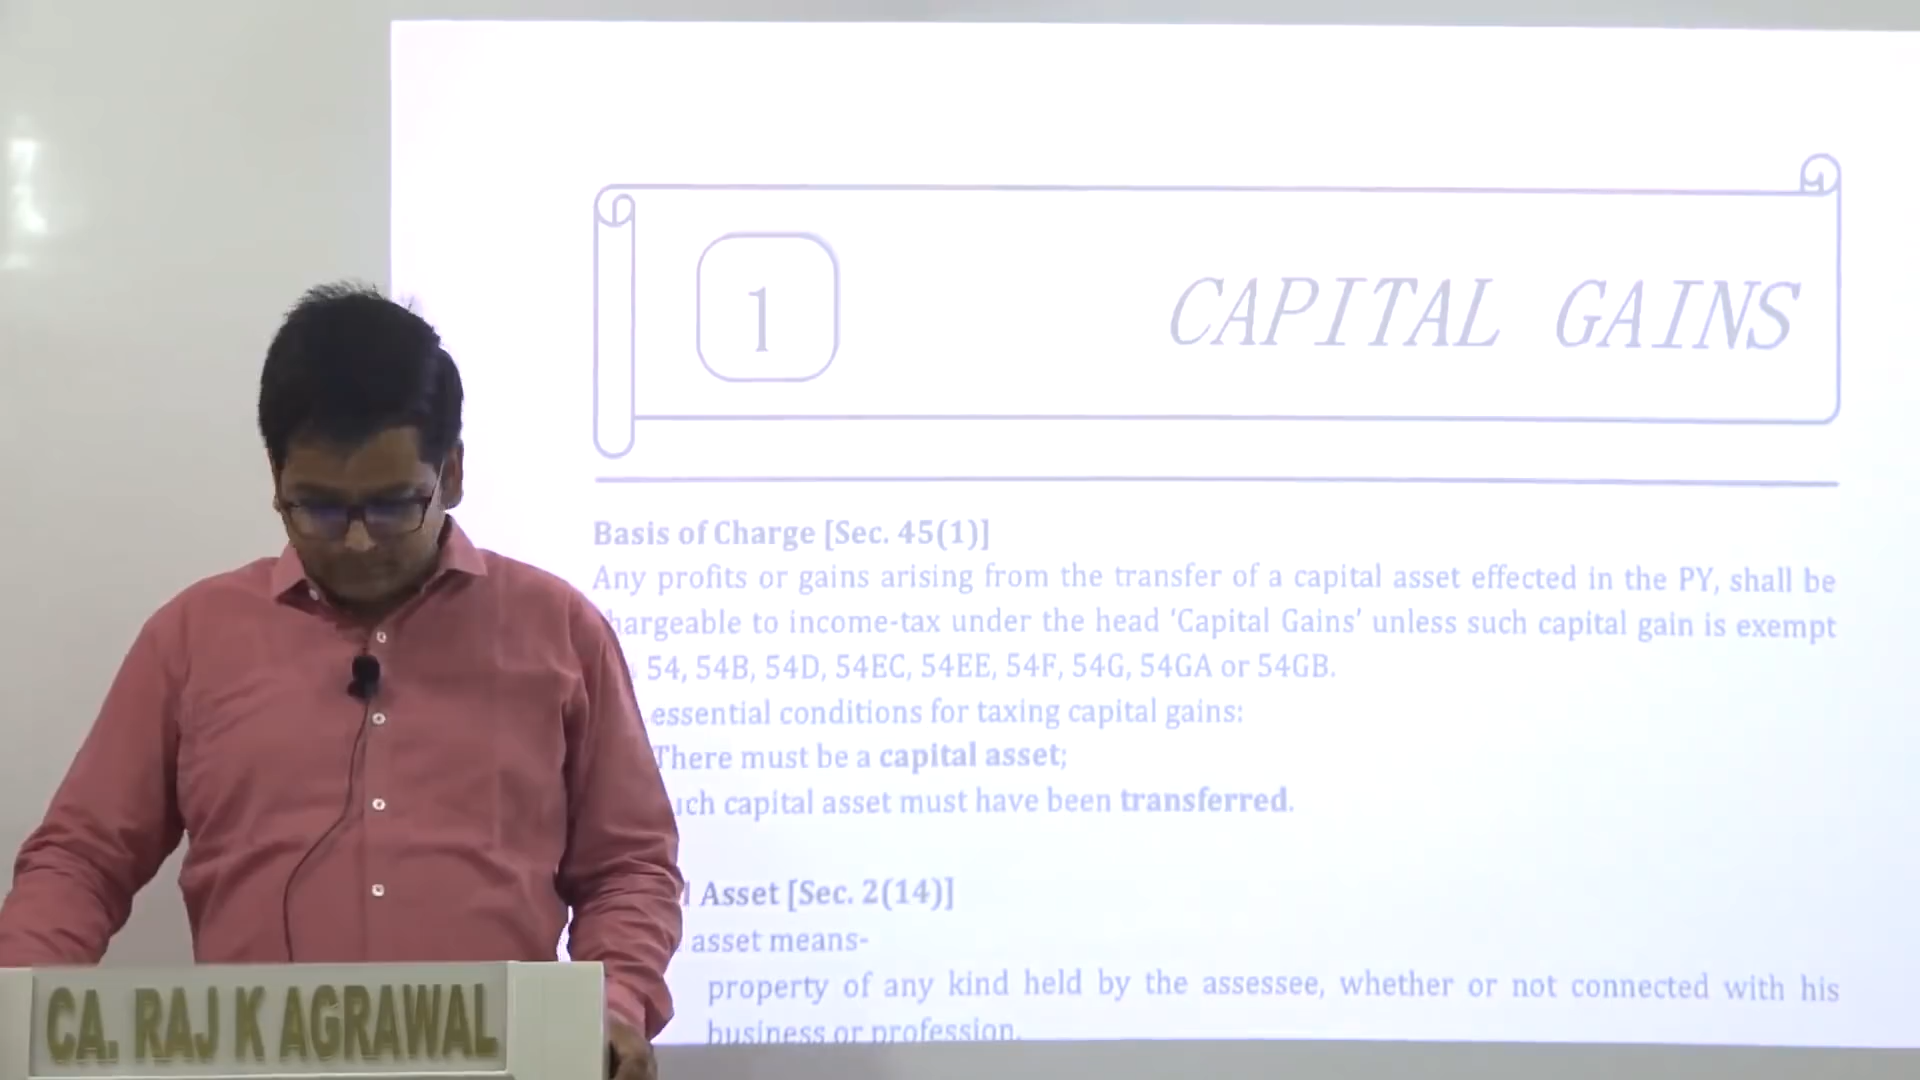 1
CAPITAL GAINS
Basis of Charge [Sec. 45(1)]
Any profits or gains arising from the transfer of a capital asset effected in the PY, shall be
hargeable to income-tax under the head ‘Capital Gains’ unless such capital gain is exempt
54, 54B, 54D, 54EC, 54EE, 54F, 54G, 54GA or 54GB.
essential conditions for taxing capital gains:
There must be a capital asset;
uch capital asset must have been transferred.
Asset [Sec. 2(14)]
asset means-
property of any kind held by the assessee, whether or not connected with his
business or profession.
CA. RAJ K AGRAWAL